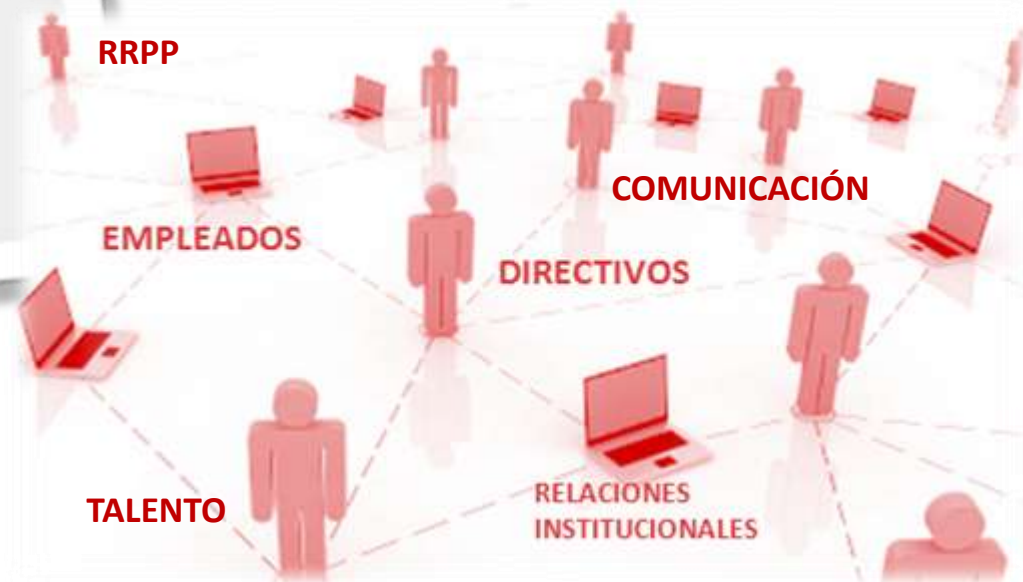 RRPP
COMUNICACIÓN
EMPLEADOS
DIRECTIVOS
TALENTO
RELACIONES
INSTITUCIONALES